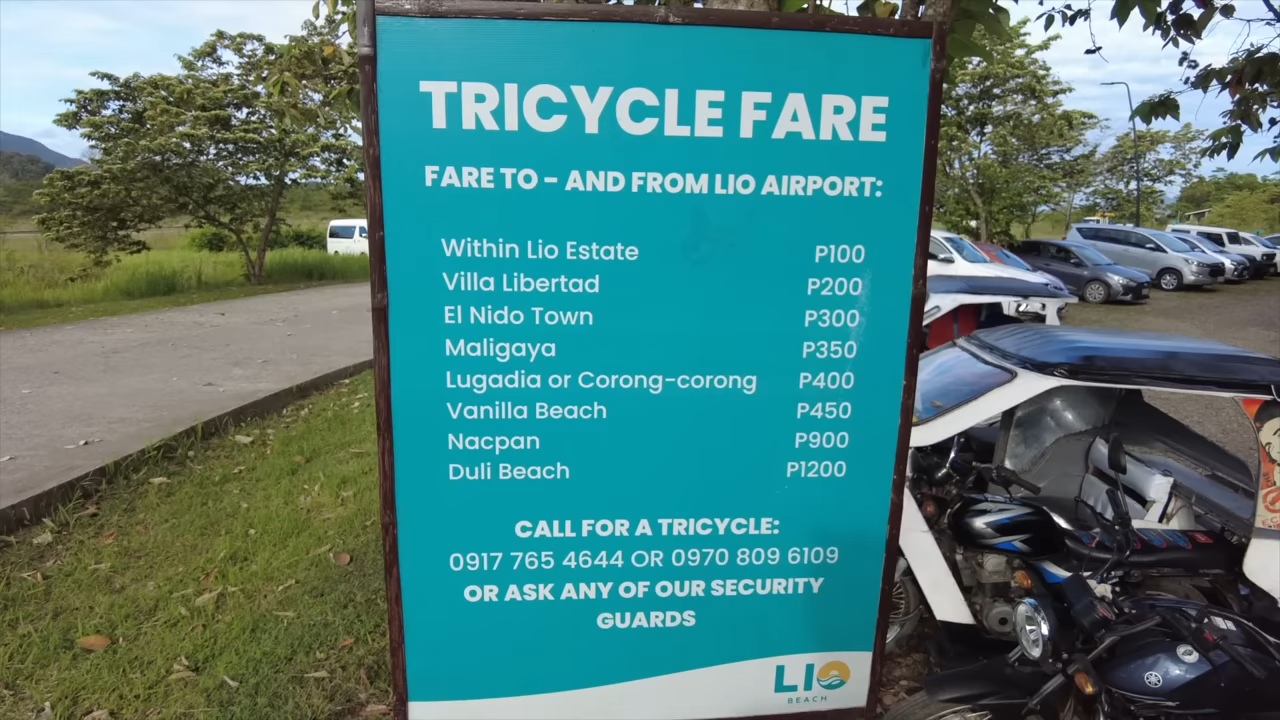 TRICYCLE FARE
FARE TO - AND FROM LIO AIRPORT:
Within Lio Estate P100
Villa Libertad P200
El Nido Town P300
Maligaya P350
Lugadia or Corong-corong P400
Vanilla Beach P450
Nacpan P900
Duli Beach P1200
CALL FOR A TRICYCLE:
0917 765 4644 OR 0970 809 6109
OR ASK ANY OF OUR SECURITY
GUARDS
LIO
BEACH